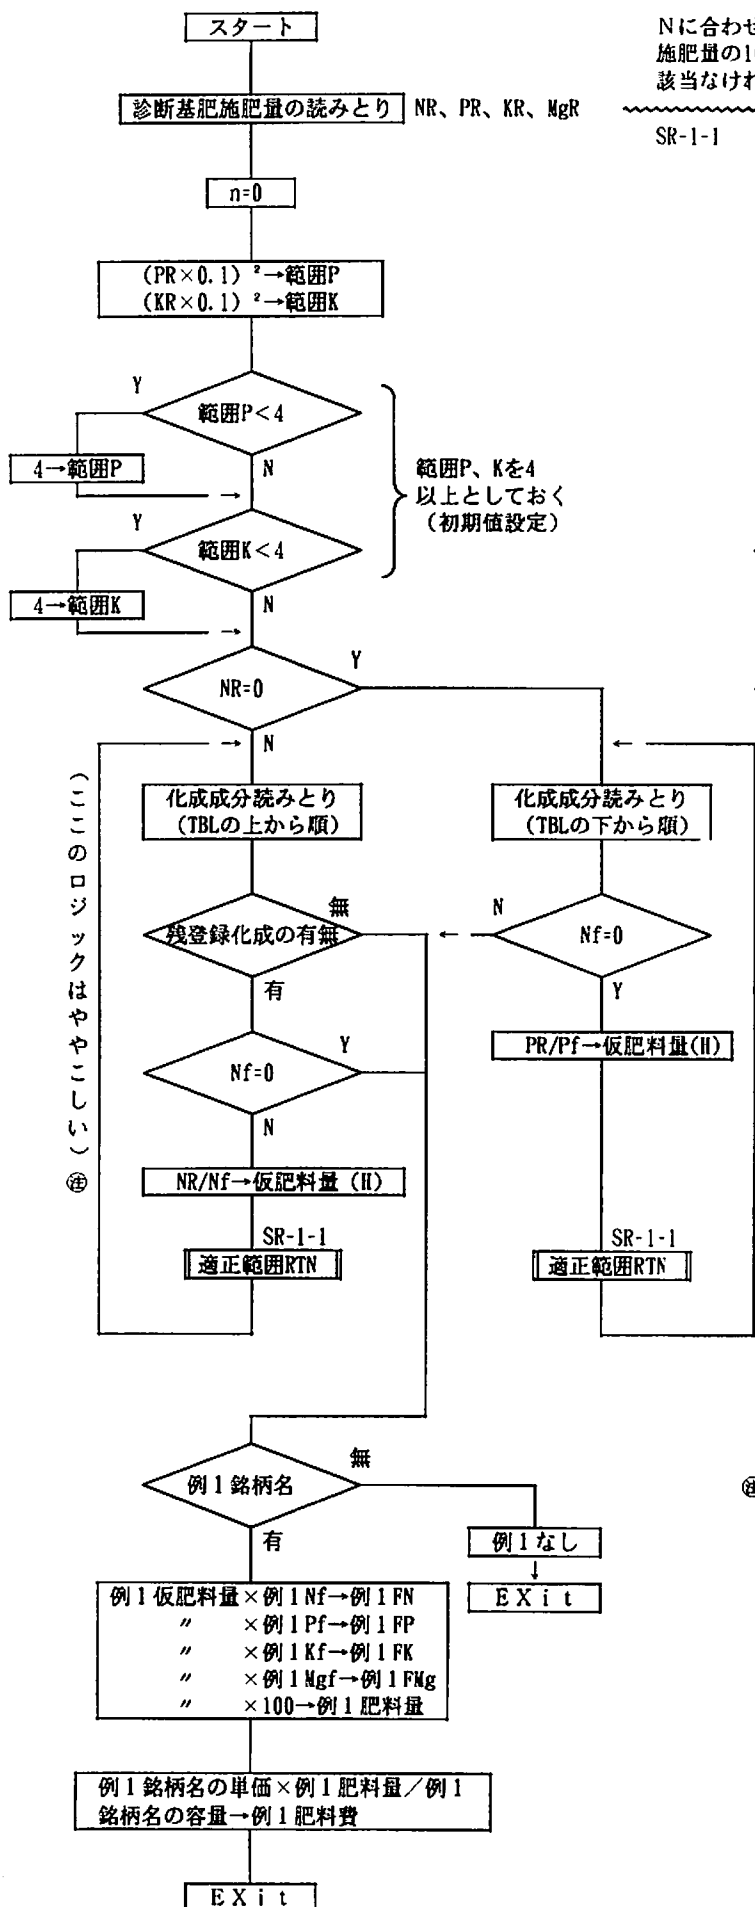 スタート
Nに合わせ
施肥量の1
該当なけれ
診断基肥施肥量の読みとり NR、PR、KR、MgR
SR-1-1
n=0
(PR×0.1)²→範囲P
(KR×0.1)²→範囲K
Y
範囲P<4
4→範囲P
N
範囲P、Kを4
以上としておく
(初期値設定)
Y
範囲K<4
4→範囲K
N
Y
NR=0
N
(ここのロジックはややこしい)㊟
化成成分読みとり
(TBLの上から順)
化成成分読みとり
(TBLの下から順)
無
残登録化成の有無
有
N
Nf=0
Y
PR/Pf→仮肥料量(H)
Y
Nf=0
N
NR/Nf→仮肥料量(H)
SR-1-1
適正範囲RTN
SR-1-1
適正範囲RTN
無
例1銘柄名
有
㊟
例1なし
EXit
例1仮肥料量×例1Nf→例1FN
〃 ×例1Pf→例1FP
〃 ×例1Kf→例1FK
〃 ×例1Mgf→例1FMg
〃 ×100→例1肥料量
例1銘柄名の単価×例1肥料量/例1
銘柄名の容量→例1肥料費
EXit